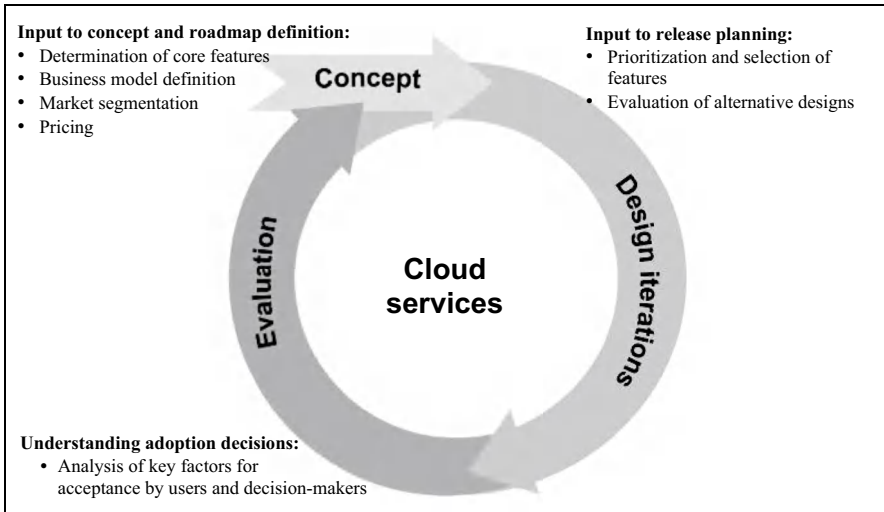 Input to concept and roadmap definition:
• Determination of core features
• Business model definition
• Market segmentation
• Pricing
Concept
Input to release planning:
• Prioritization and selection of
features
• Evaluation of alternative designs
Design iterations
Cloud
services
Evaluation
Understanding adoption decisions:
• Analysis of key factors for
acceptance by users and decision-makers